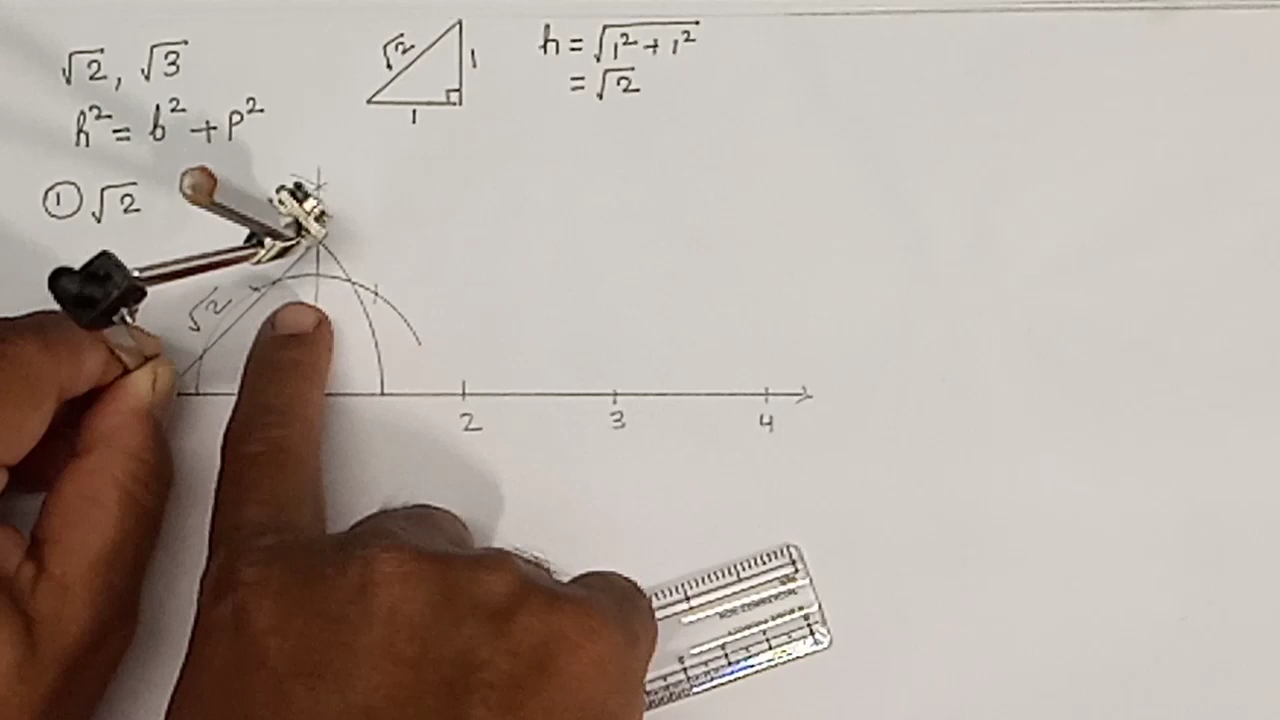 √2, √3
h² = b² + p²
① √2
√2
1
1
h = √1² + 1²
= √2
√2
2 3 4